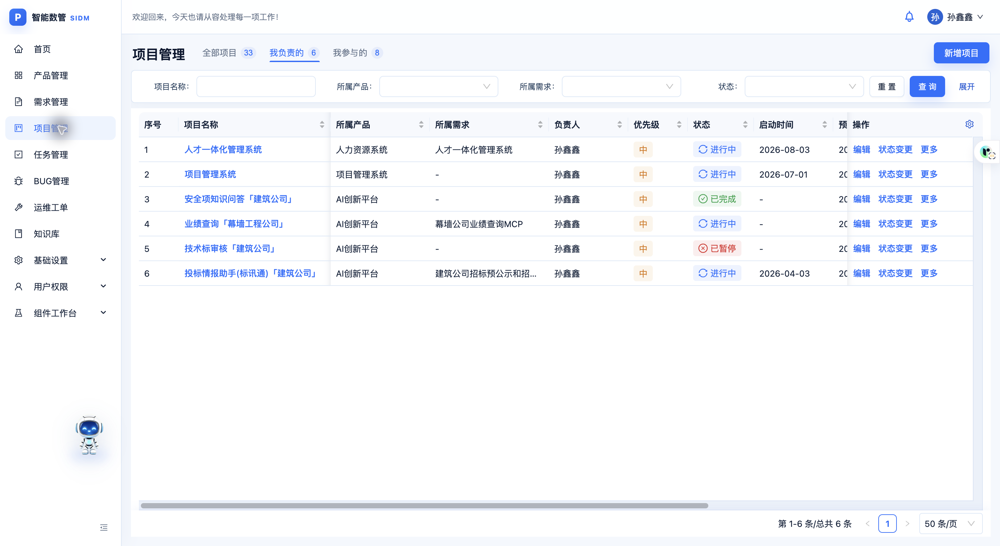 P 智能数管 SIDM
欢迎回来，今天也请从容处理每一项工作！
孙 孙鑫鑫
首页
产品管理
需求管理
项目管理
任务管理
BUG管理
运维工单
知识库
基础设置
用户权限
组件工作台
项目管理 全部项目 33 我负责的 6 我参与的 8 新增项目
项目名称： 所属产品： 所属需求： 状态： 重 置 查 询 展开
序号 项目名称 所属产品 所属需求 负责人 优先级 状态 启动时间 预 操作
1 人才一体化管理系统 人力资源系统 人才一体化管理系统 孙鑫鑫 中 进行中 2026-08-03 20 编辑 状态变更 更多
2 项目管理系统 项目管理系统 - 孙鑫鑫 中 进行中 2026-07-01 20 编辑 状态变更 更多
3 安全项知识问答「建筑公司」 AI创新平台 - 孙鑫鑫 中 已完成 - 20 编辑 状态变更 更多
4 业绩查询「幕墙工程公司」 AI创新平台 幕墙公司业绩查询MCP 孙鑫鑫 中 进行中 - 20 编辑 状态变更 更多
5 技术标审核「建筑公司」 AI创新平台 - 孙鑫鑫 中 已暂停 - 20 编辑 状态变更 更多
6 投标情报助手(标讯通)「建筑公司」 AI创新平台 建筑公司招标预公示和招... 孙鑫鑫 中 进行中 2026-04-03 20 编辑 状态变更 更多
第 1-6 条/总共 6 条 1 50 条/页